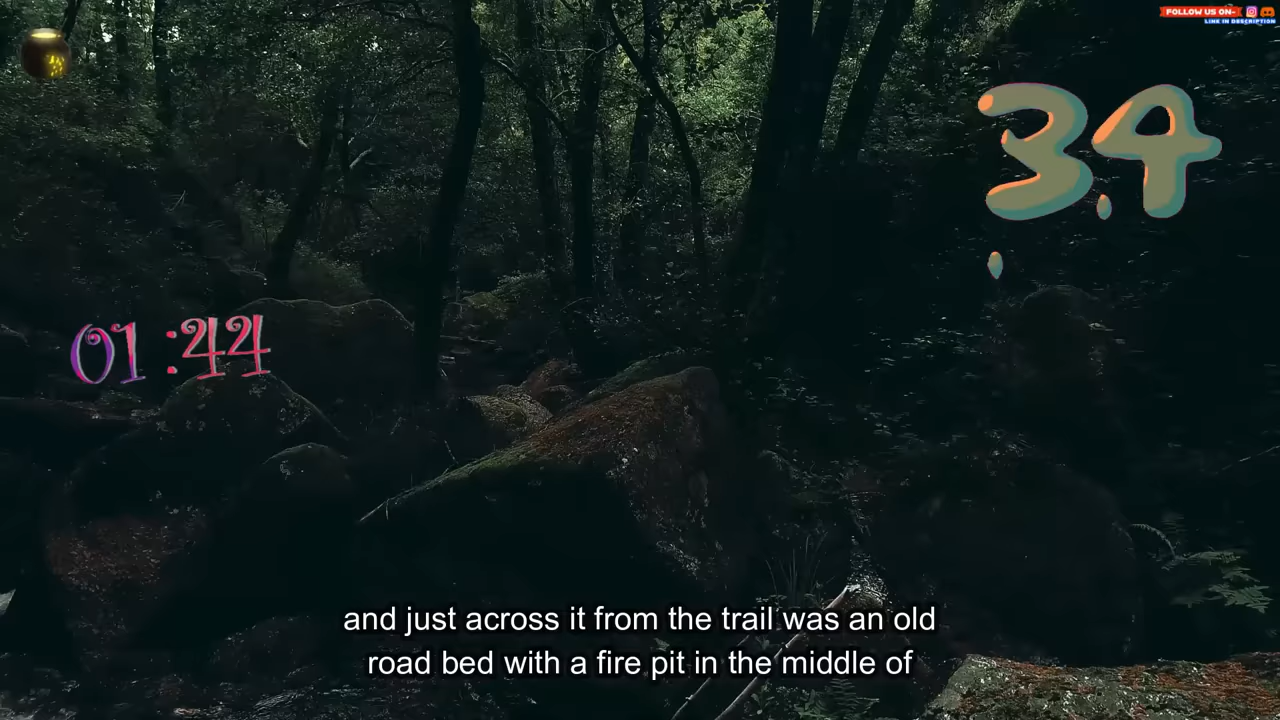 FOLLOW US ON-
LINK IN DESCRIPTION
34
01:44
and just across it from the trail was an old
road bed with a fire pit in the middle of